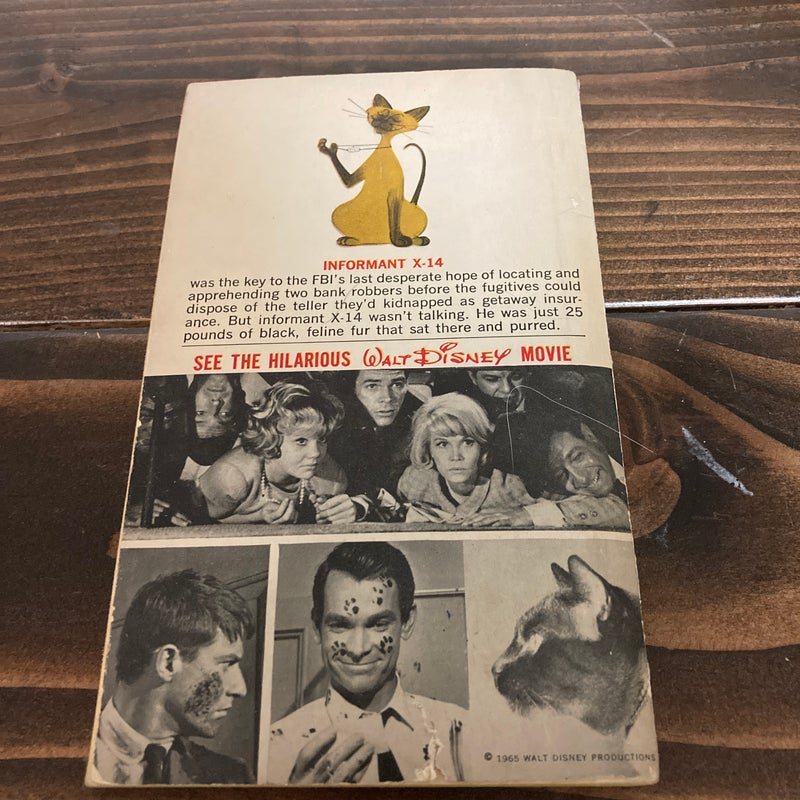 INFORMANT X-14
was the key to the FBI's last desperate hope of locating and
apprehending two bank robbers before the fugitives could
dispose of the teller they'd kidnapped as getaway insur-
ance. But informant X-14 wasn't talking. He was just 25
pounds of black, feline fur that sat there and purred.
SEE THE HILARIOUS WALT DISNEY MOVIE
© 1965 WALT DISNEY PRODUCTIONS